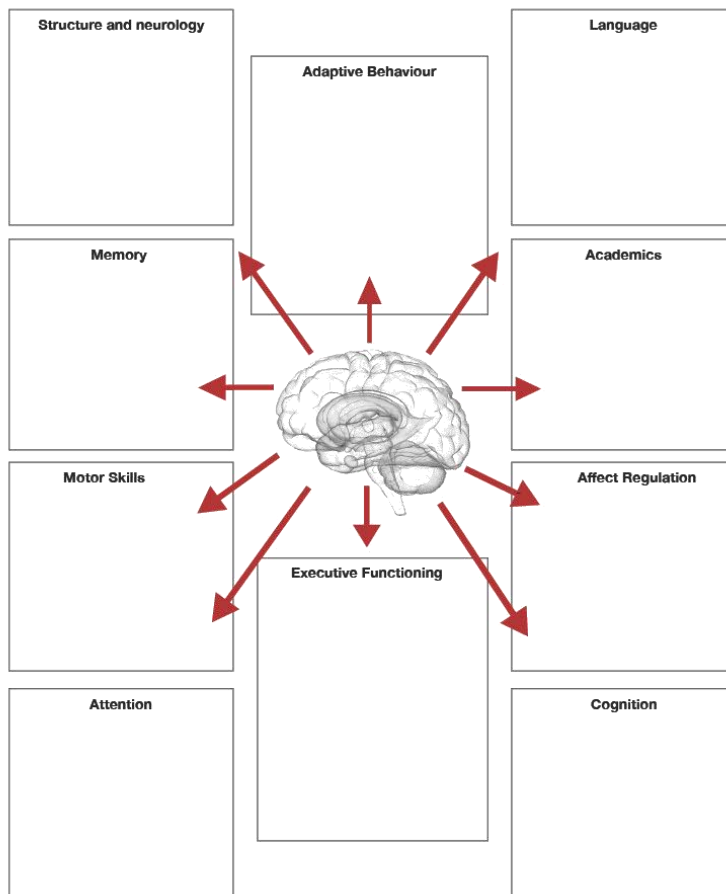 Structure and neurology
Adaptive Behaviour
Language
Memory
Academics
Motor Skills
Affect Regulation
Executive Functioning
Attention
Cognition